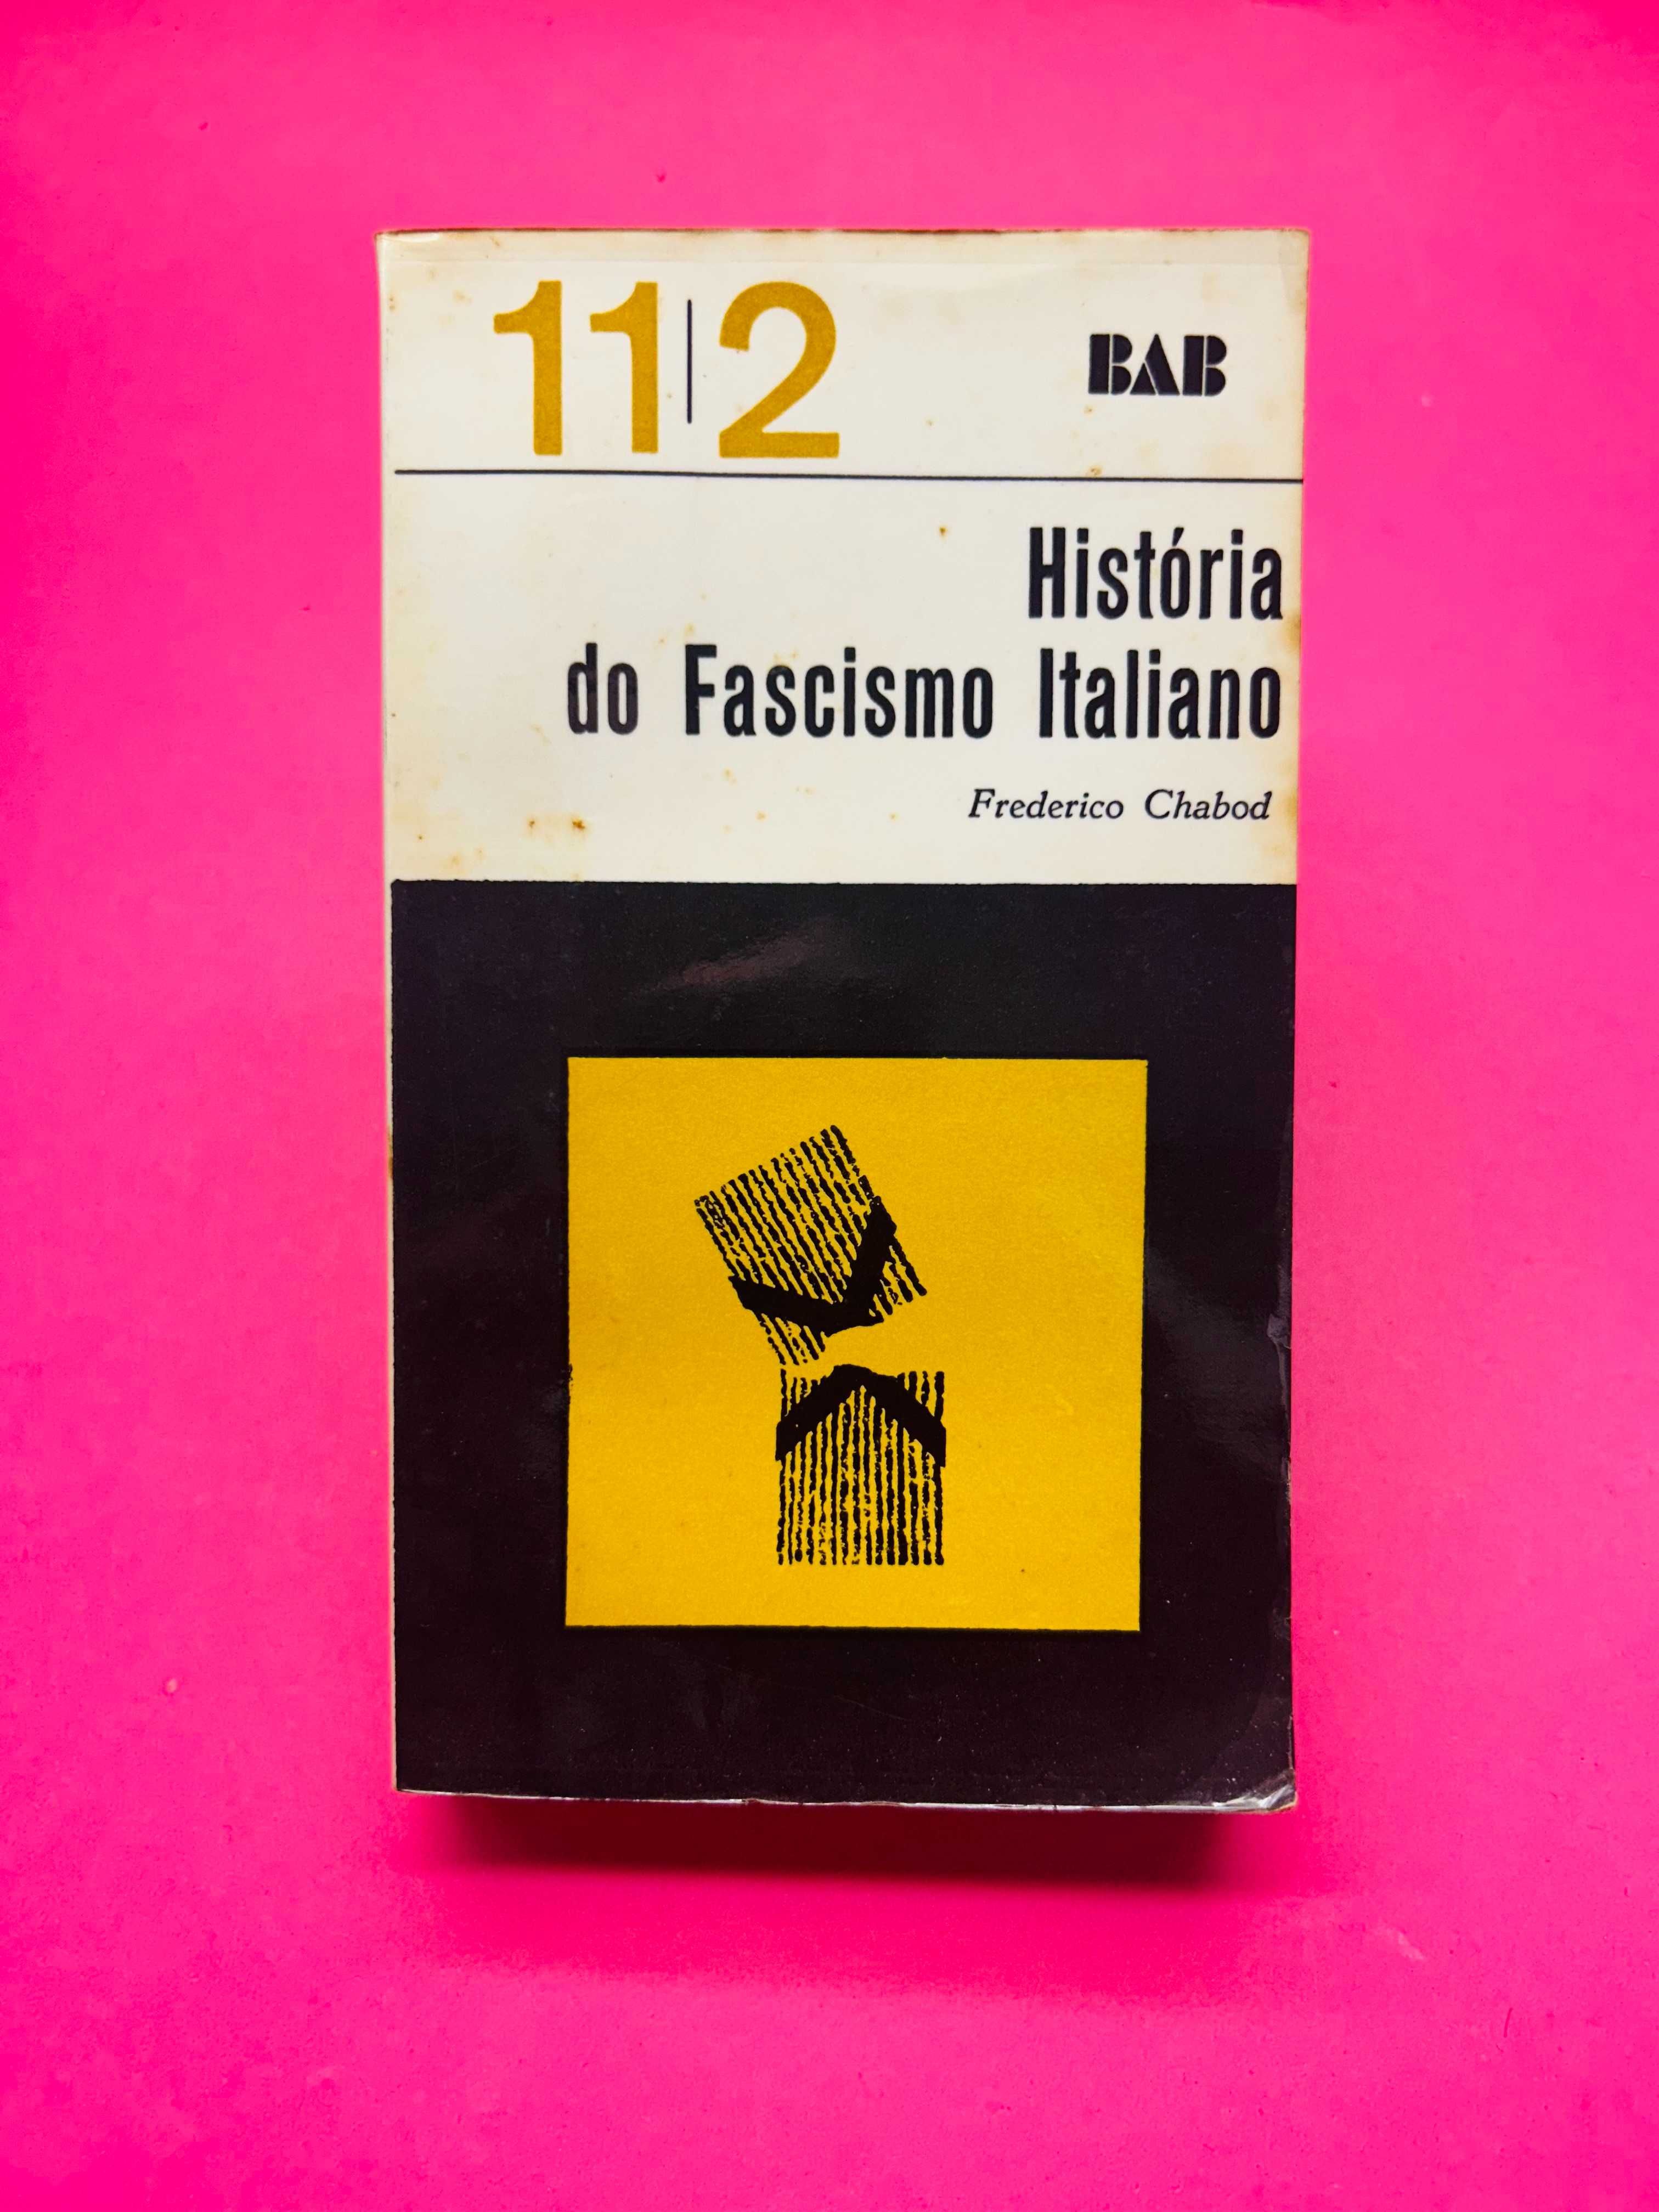 11|2
BAB
História
do Fascismo Italiano
Frederico Chabod